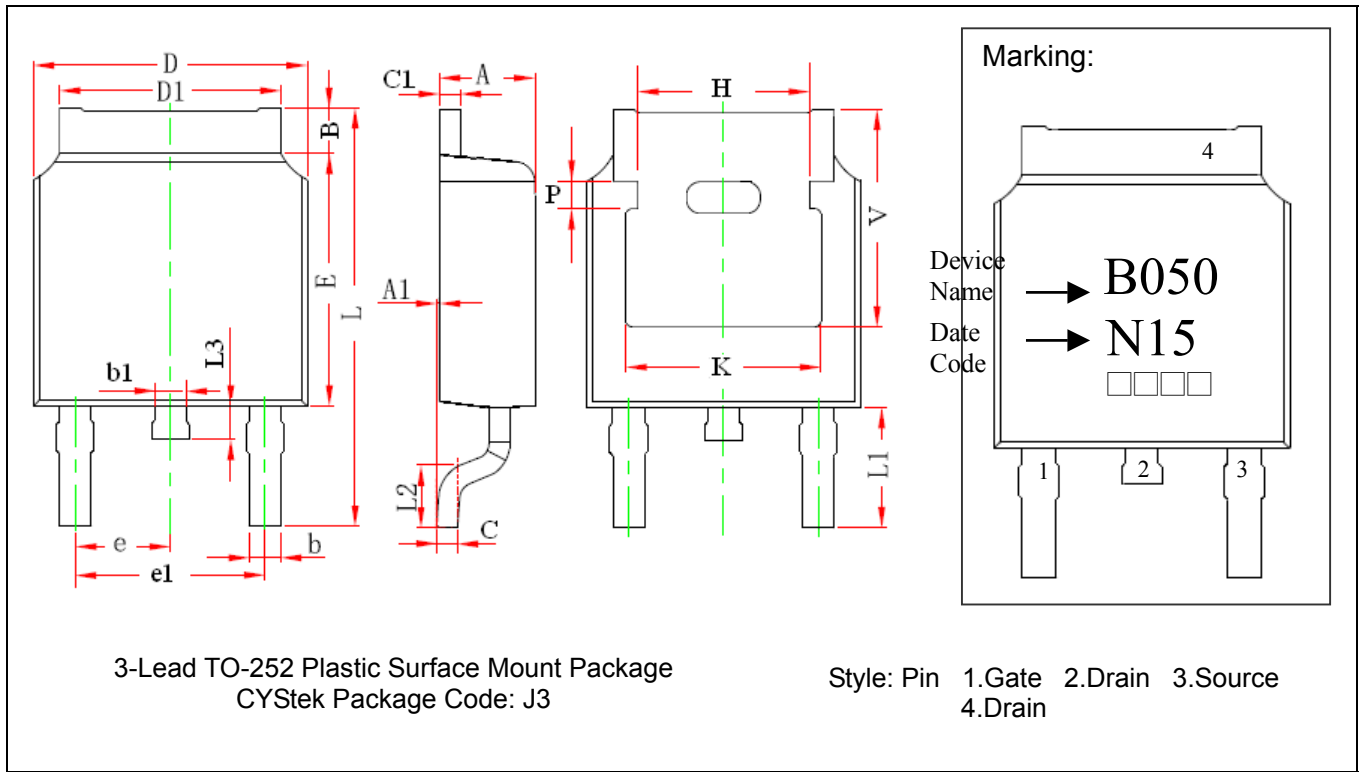 D
D1
B
E
L
L3
b1
e
b
e1
C1
A
A1
L2
C
H
P
V
K
L1
Marking:
4
Device
Name
B050
Date
Code
N15
□□□□
1
2
3
3-Lead TO-252 Plastic Surface Mount Package
CYStek Package Code: J3
Style: Pin 1.Gate 2.Drain 3.Source
4.Drain